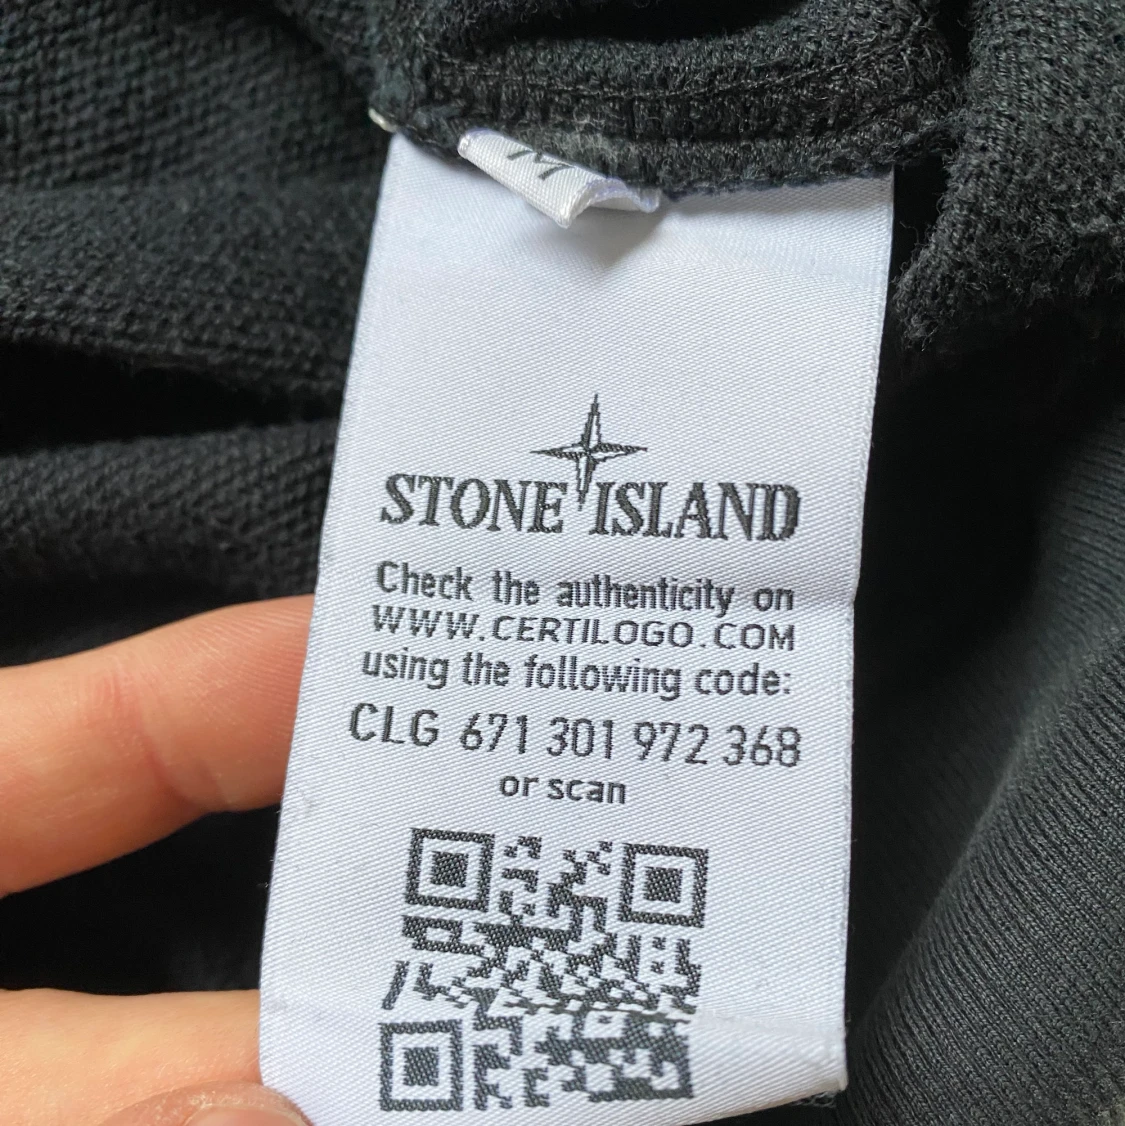 M
STONE ISLAND
Check the authenticity on
WWW.CERTILOGO.COM
using the following code:
CLG 671 301 972 368
or scan